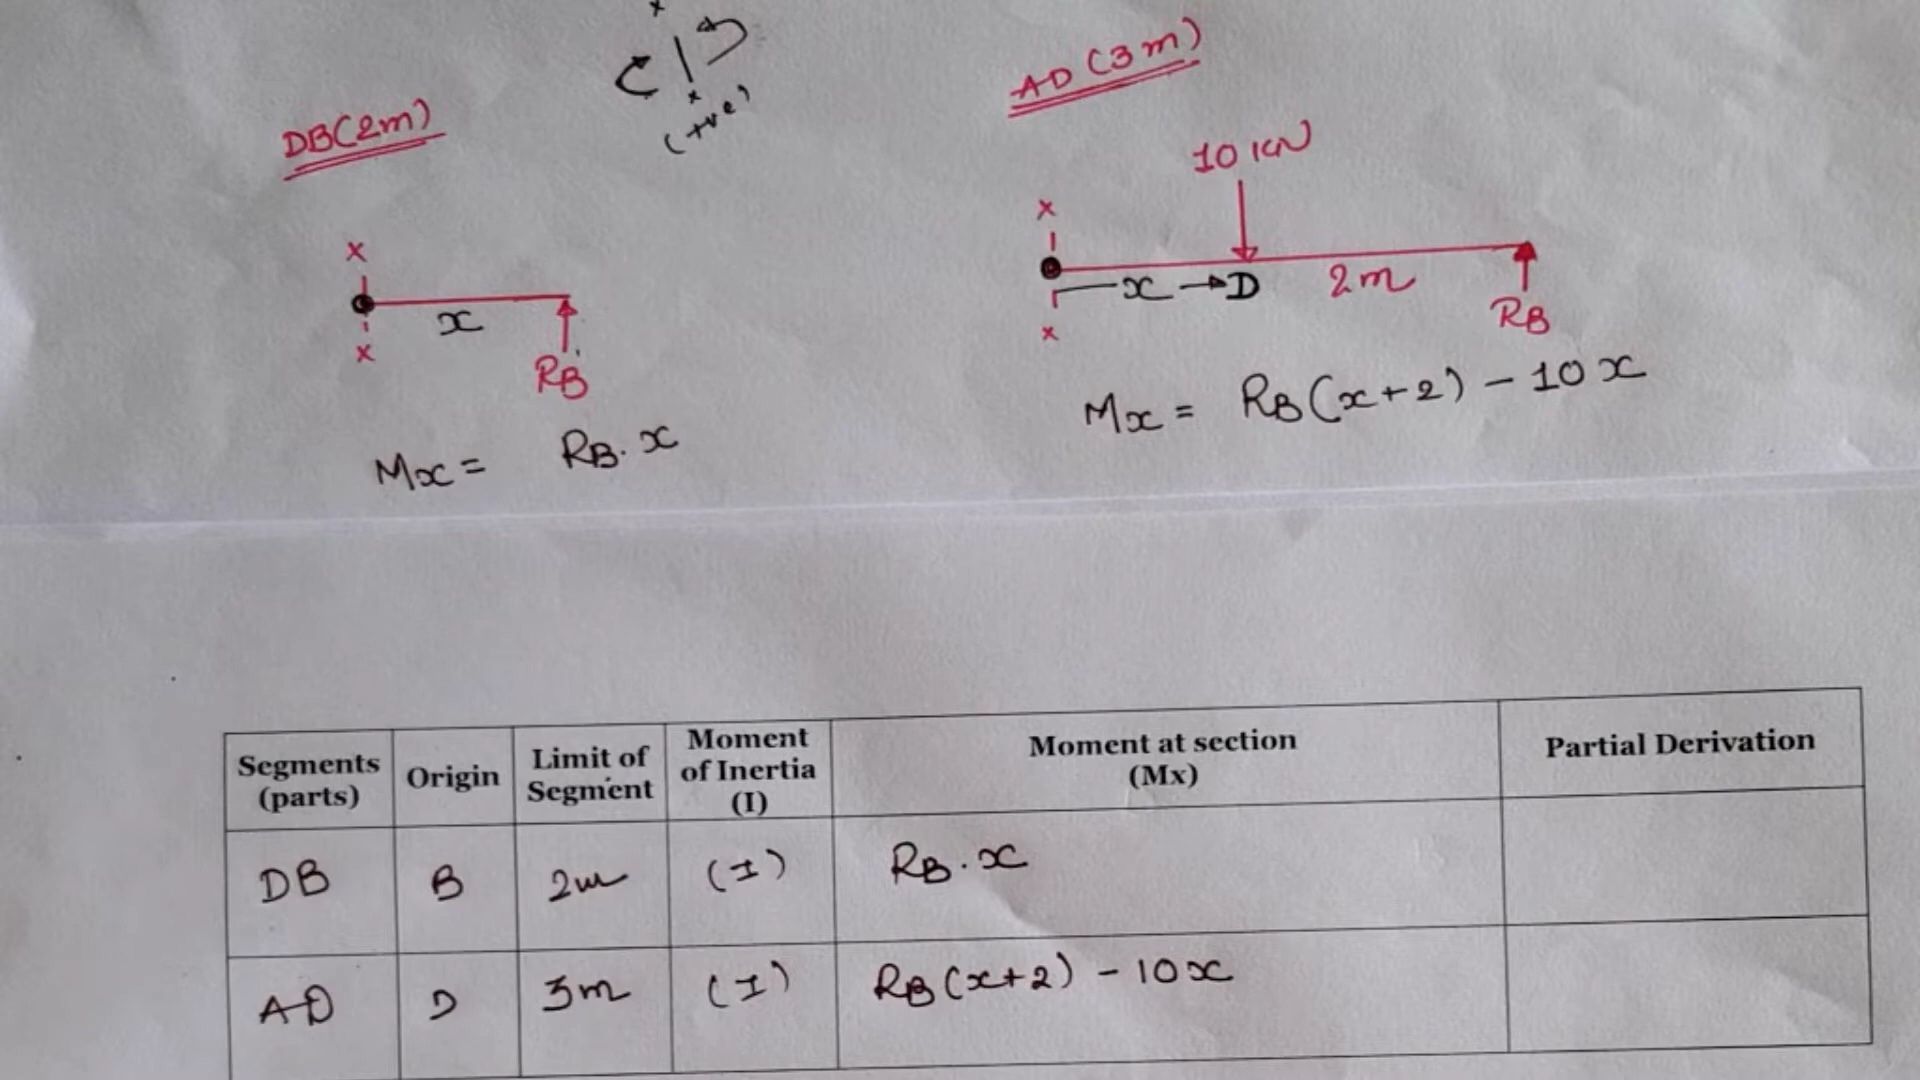 x
x
(+ve)
DB(2m)
x
x
x
RB
Mx = RB.x
AD(3m)
10 KN
x
x
x
D
2m
RB
Mx = RB(x+2) - 10x
Segments (parts)
Origin
Limit of Segment
Moment of Inertia (I)
Moment at section (Mx)
Partial Derivation
DB B 2m (I) RB.x
AD D 3m (I) RB(x+2) - 10x